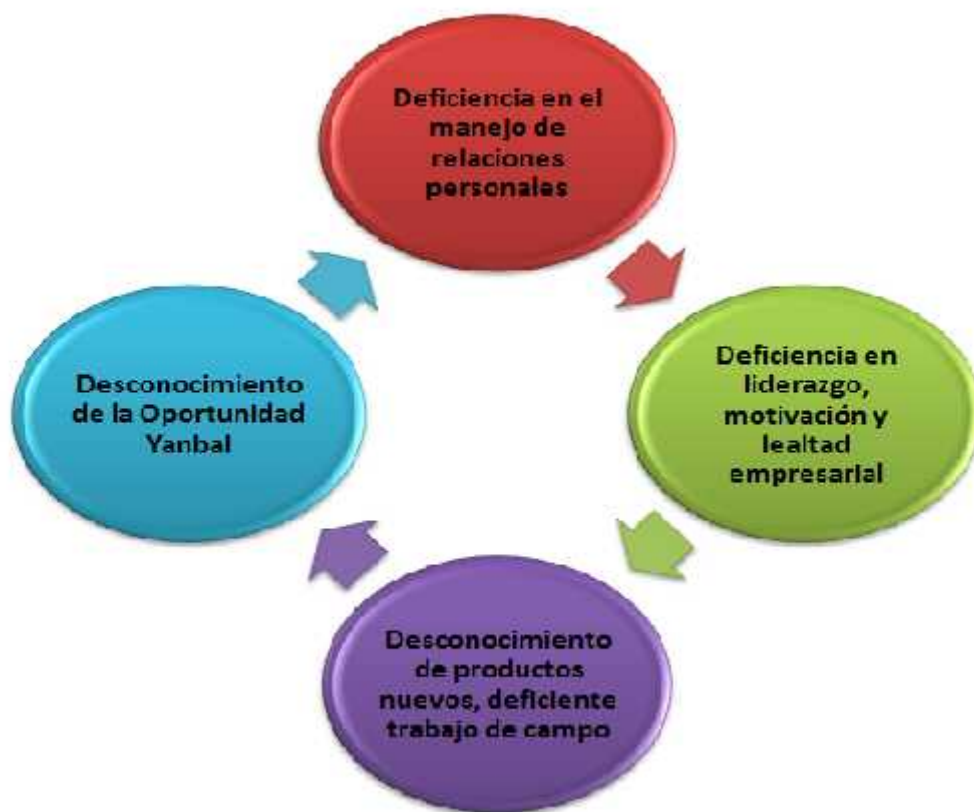 Deficiencia en el
manejo de
relaciones
personales
Deficiencia en
liderazgo,
motivación y
lealtad
empresarial
Desconocimiento
de productos
nuevos, deficiente
trabajo de campo
Desconocimiento
de la Oportunidad
Yanbal